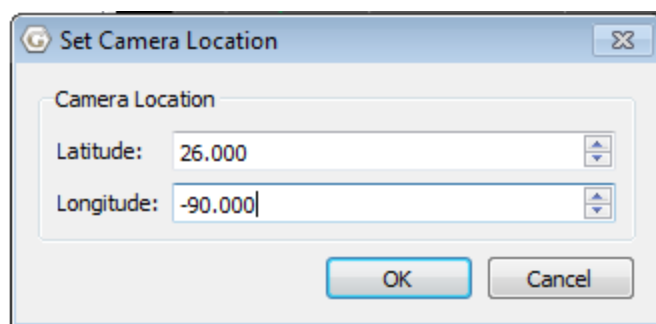 Set Camera Location
Camera Location
Latitude: 26.000
Longitude: -90.000
OK Cancel